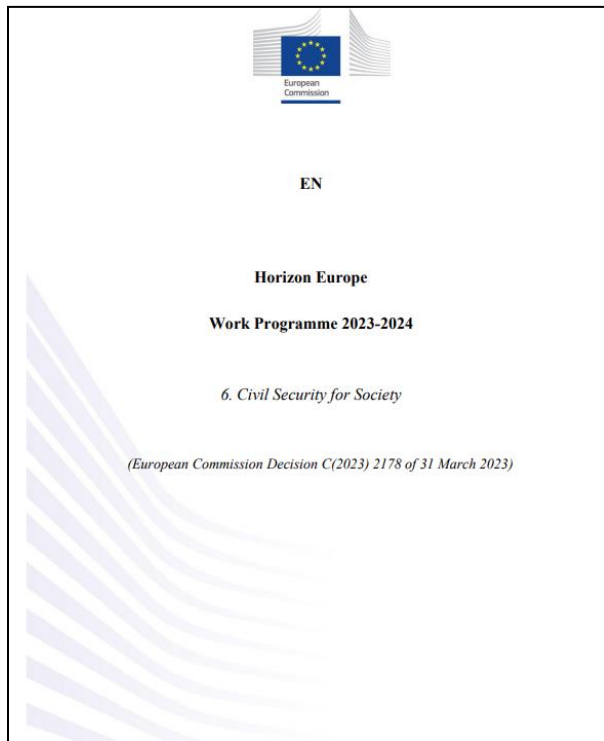 European
Commission
EN
Horizon Europe
Work Programme 2023-2024
6. Civil Security for Society
(European Commission Decision C(2023) 2178 of 31 March 2023)